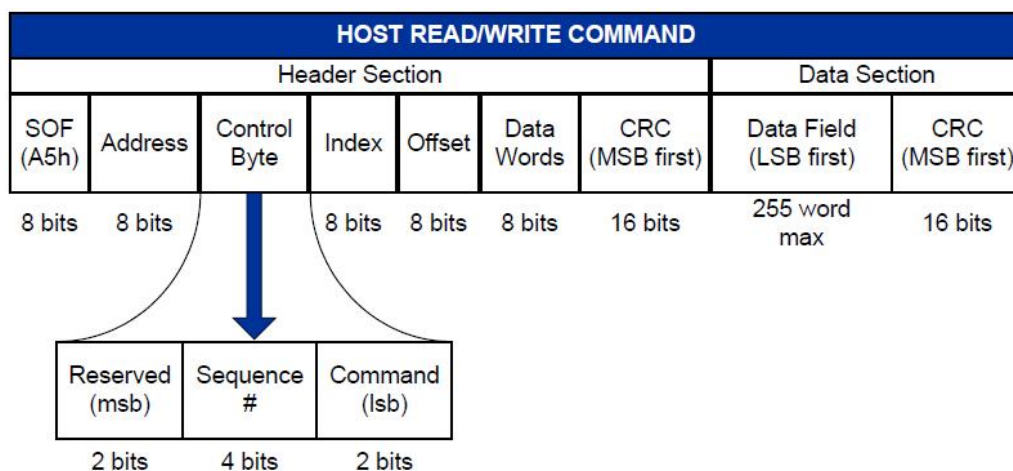 HOST READ/WRITE COMMAND
Header Section
Data Section
SOF
(A5h)
Address
Control
Byte
Index
Offset
Data
Words
CRC
(MSB first)
Data Field
(LSB first)
CRC
(MSB first)
8 bits
8 bits
8 bits
8 bits
8 bits
16 bits
255 word
max
16 bits
Reserved
(msb)
Sequence
#
Command
(lsb)
2 bits
4 bits
2 bits